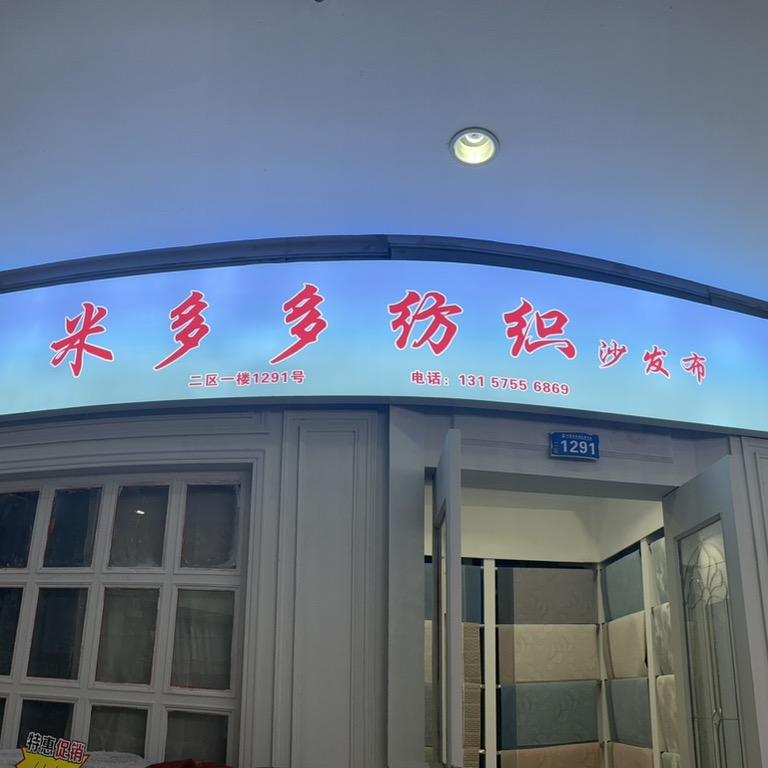 米多多纺织 沙发布
二区一楼1291号 电话：131 5755 6869
1291
特惠促销